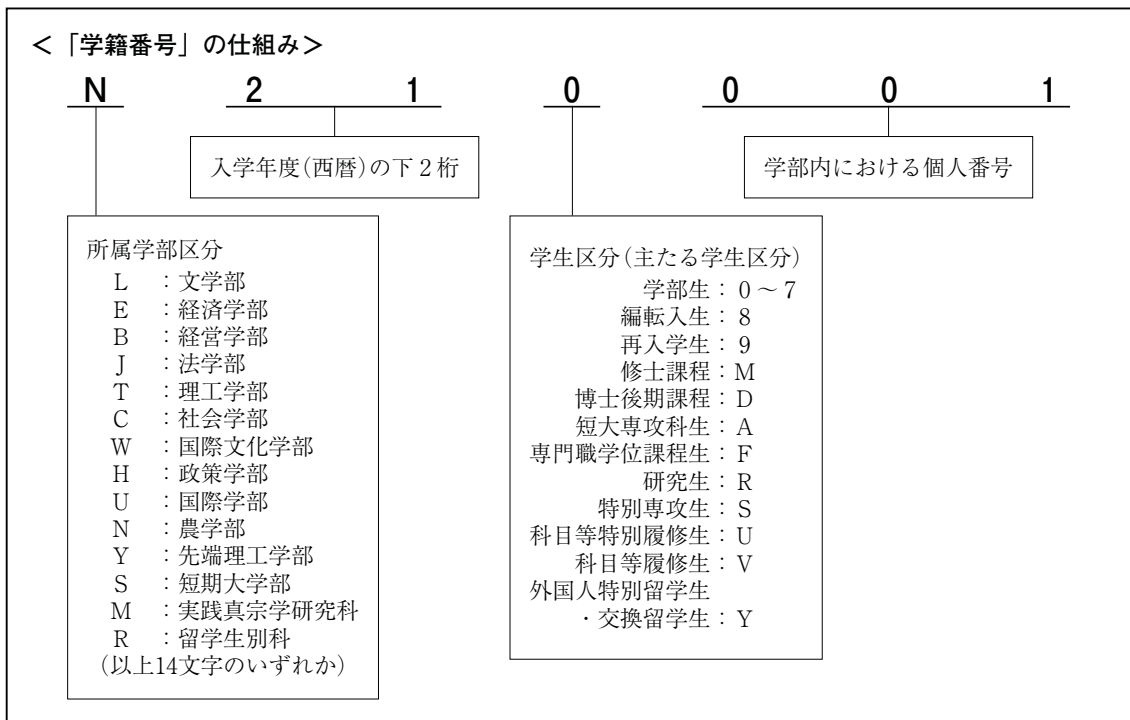 ＜「学籍番号」の仕組み＞
N 2 1 0 0 0 1
入学年度(西暦)の下２桁
学部内における個人番号
所属学部区分
L ：文学部
E ：経済学部
B ：経営学部
J ：法学部
T ：理工学部
C ：社会学部
W ：国際文化学部
H ：政策学部
U ：国際学部
N ：農学部
Y ：先端理工学部
S ：短期大学部
M ：実践真宗学研究科
R ：留学生別科
（以上14文字のいずれか）
学生区分(主たる学生区分)
学部生：０～７
編転入生：８
再入学生：９
修士課程：M
博士後期課程：D
短大専攻科生：A
専門職学位課程生：F
研究生：R
特別専攻生：S
科目等特別履修生：U
科目等履修生：V
外国人特別留学生
・交換留学生：Y